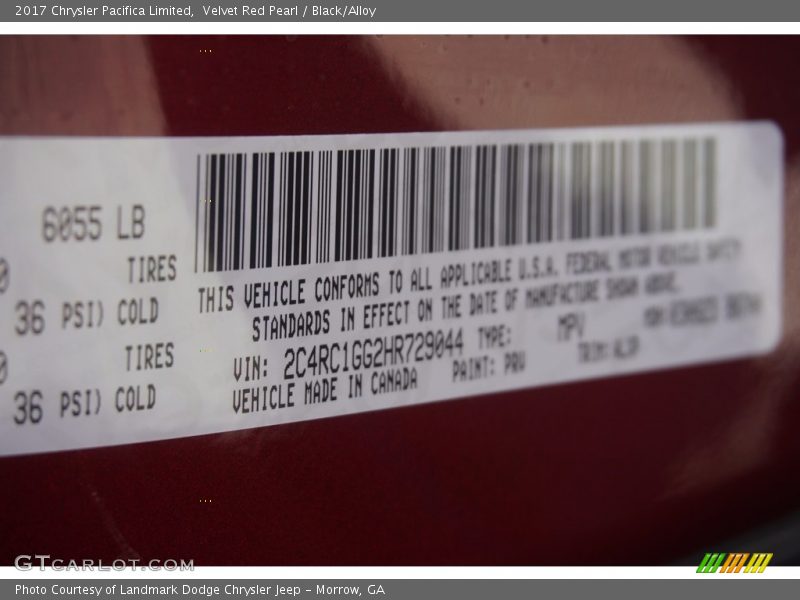 2017 Chrysler Pacifica Limited,  Velvet Red Pearl / Black/Alloy
6055 LB
0 TIRES
36 PSI) COLD
0 TIRES
36 PSI) COLD
THIS VEHICLE CONFORMS TO ALL APPLICABLE U.S.A. FEDERAL MOTOR VEHICLE SAFETY
STANDARDS IN EFFECT ON THE DATE OF MANUFACTURE SHOWN ABOVE.
VIN: 2C4RC1GG2HR729044 TYPE: MPV
VEHICLE MADE IN CANADA PAINT: PRV TRIM:
GTCARLOT.COM
Photo Courtesy of Landmark Dodge Chrysler Jeep – Morrow, GA